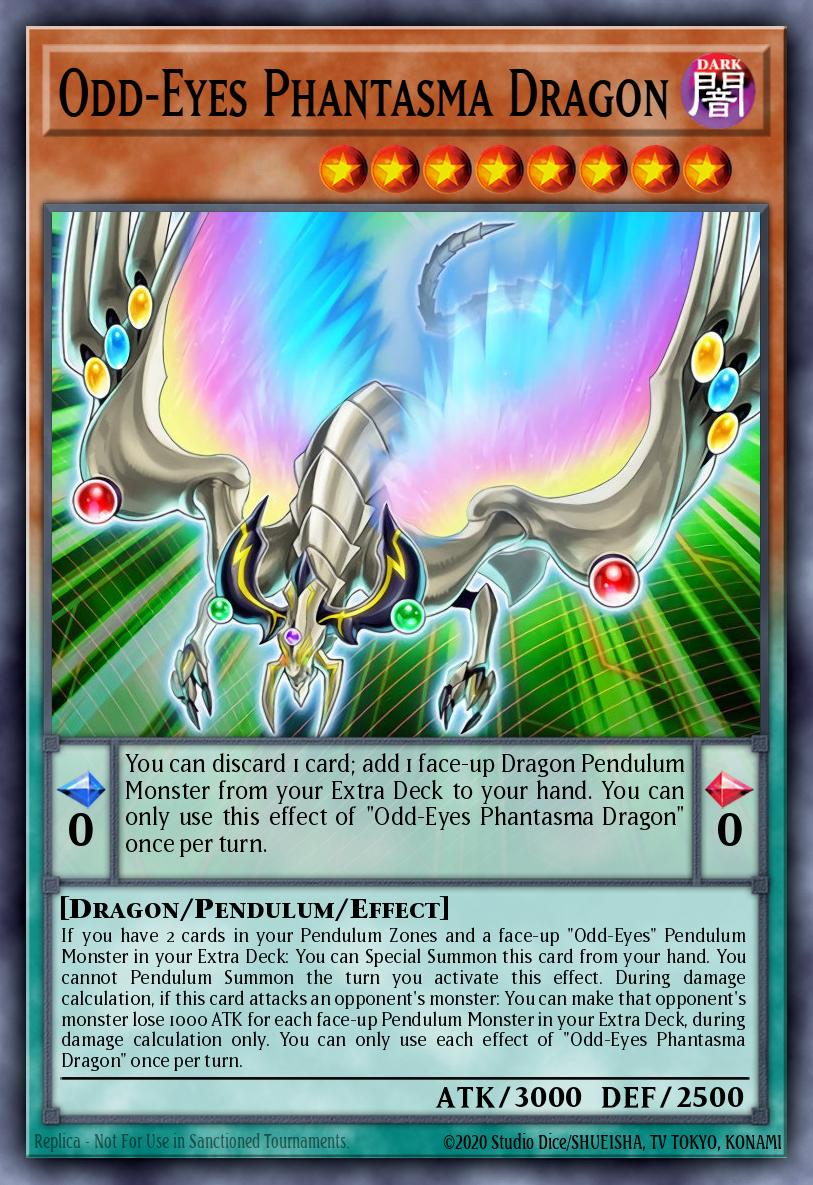 Odd-Eyes Phantasma Dragon
DARK
闇
You can discard 1 card; add 1 face-up Dragon Pendulum
Monster from your Extra Deck to your hand. You can
only use this effect of "Odd-Eyes Phantasma Dragon"
once per turn.
0
0
[Dragon/Pendulum/Effect]
If you have 2 cards in your Pendulum Zones and a face-up "Odd-Eyes" Pendulum
Monster in your Extra Deck: You can Special Summon this card from your hand. You
cannot Pendulum Summon the turn you activate this effect. During damage
calculation, if this card attacks an opponent's monster: You can make that opponent's
monster lose 1000 ATK for each face-up Pendulum Monster in your Extra Deck, during
damage calculation only. You can only use each effect of "Odd-Eyes Phantasma
Dragon" once per turn.
ATK/3000 DEF/2500
Replica - Not For Use in Sanctioned Tournaments.
©2020 Studio Dice/SHUEISHA, TV TOKYO, KONAMI